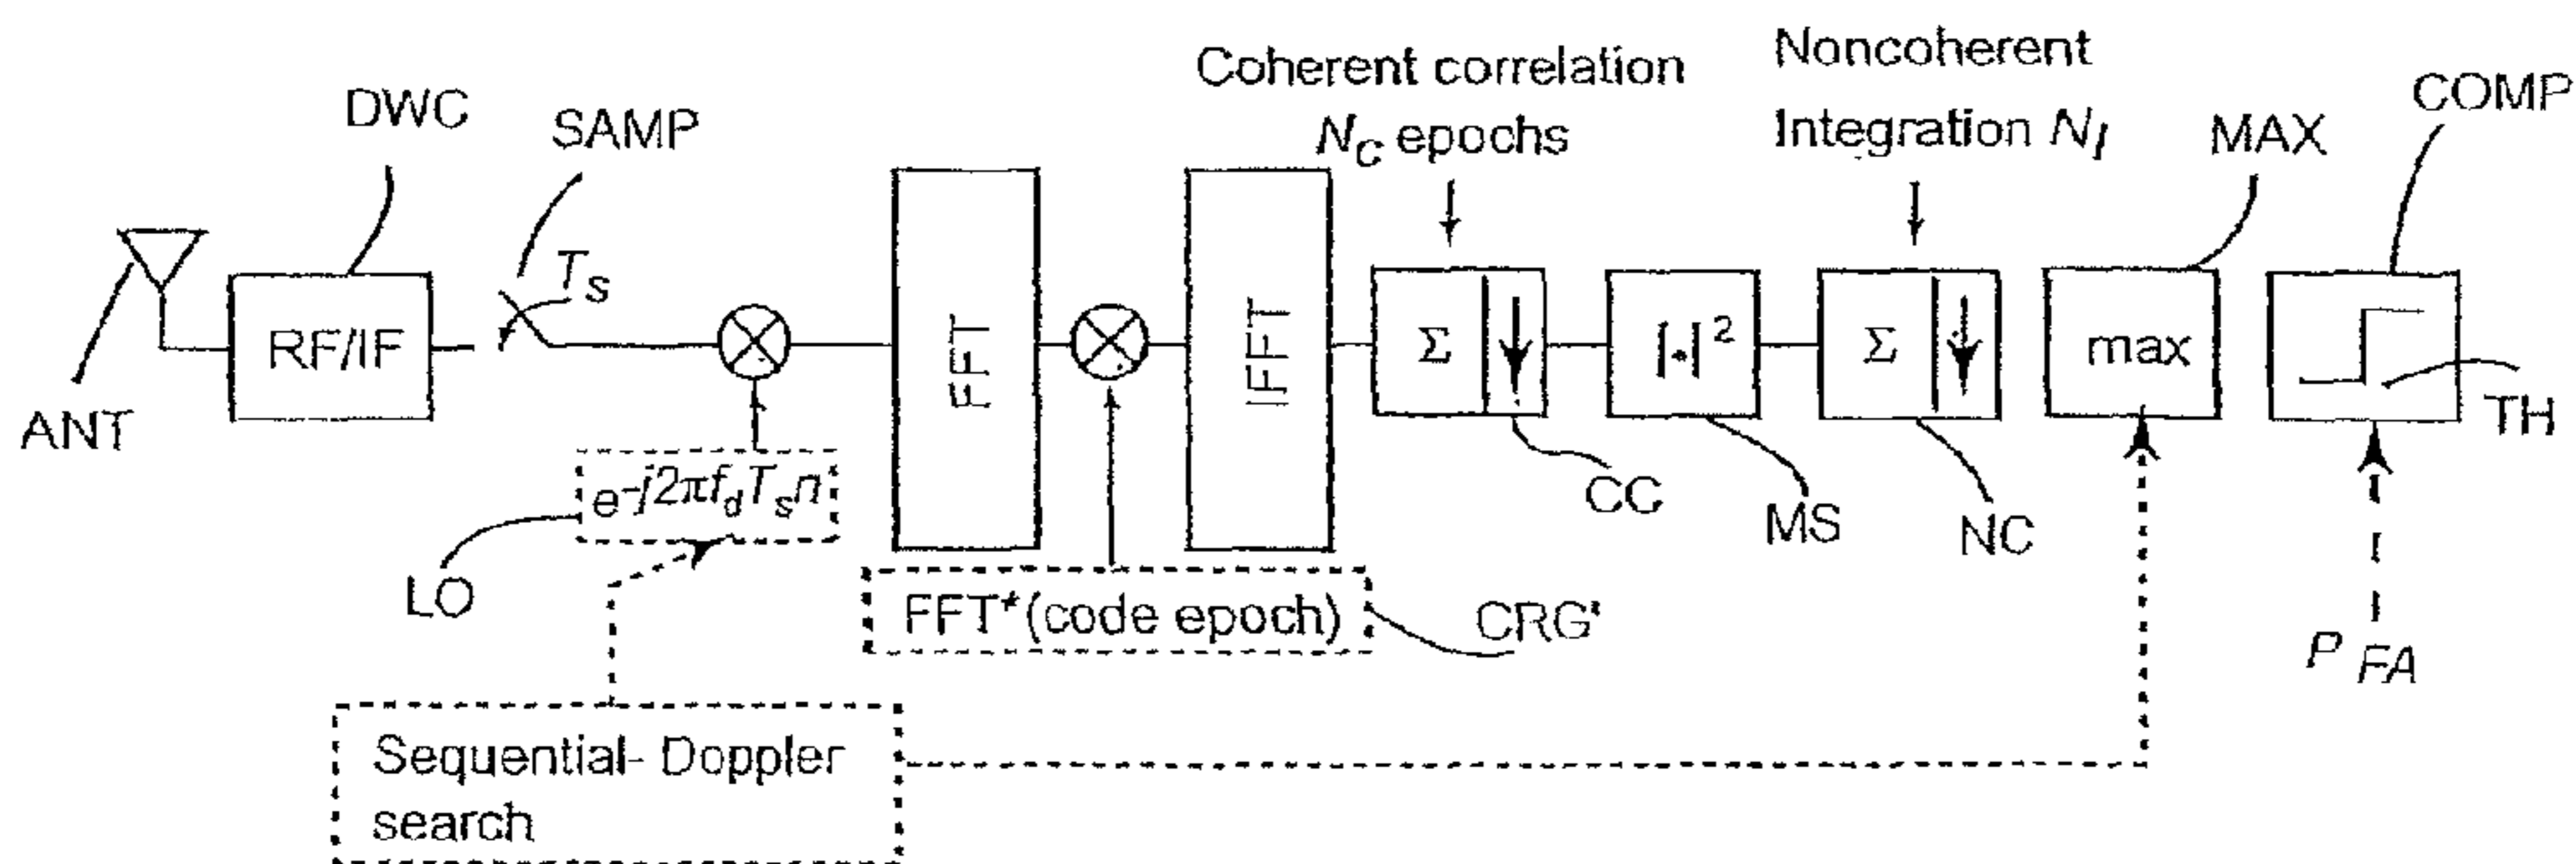 Coherent correlation
N_C epochs
Noncoherent
Integration N_I
DWC
SAMP
MAX
COMP
T_s
ANT
RF/IF
FFT
IFFT
Σ
|•|²
Σ
max
TH
e^-j2πf_dT_sn
LO
FFT*(code epoch)
CRG'
CC
MS
NC
P_FA
Sequential- Doppler
search